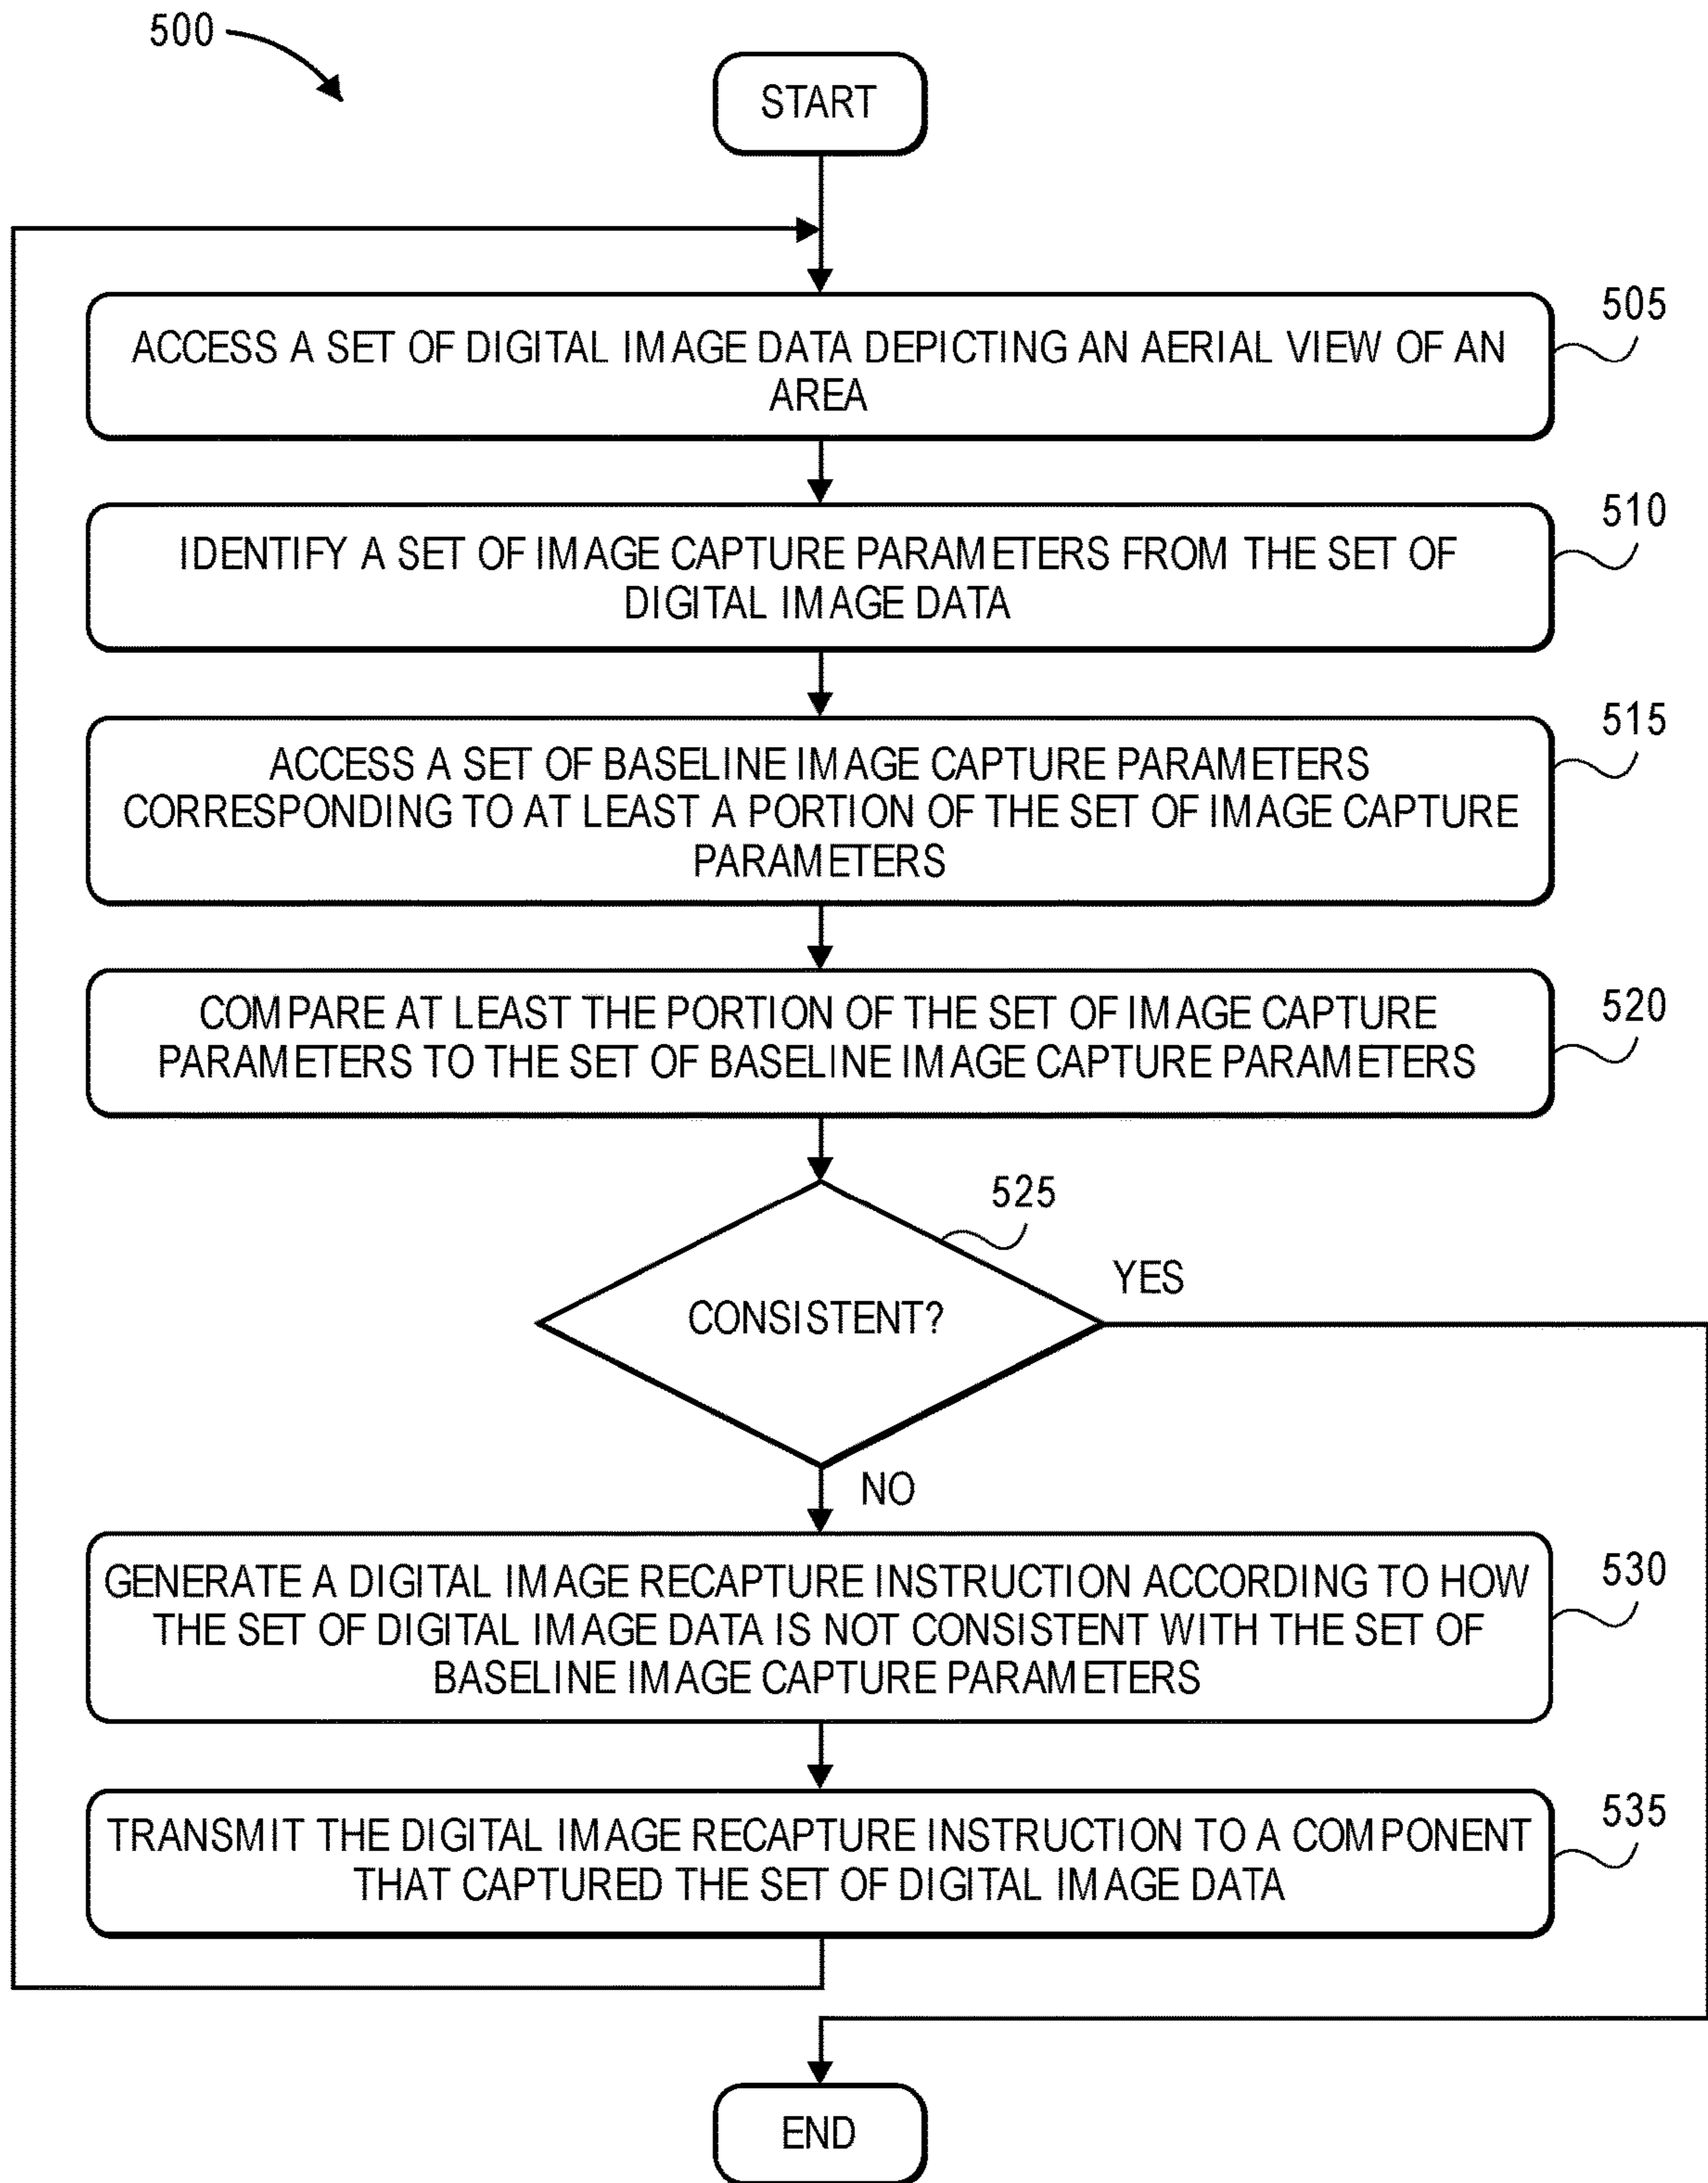 500
START
505
ACCESS A SET OF DIGITAL IMAGE DATA DEPICTING AN AERIAL VIEW OF AN
AREA
510
IDENTIFY A SET OF IMAGE CAPTURE PARAMETERS FROM THE SET OF
DIGITAL IMAGE DATA
515
ACCESS A SET OF BASELINE IMAGE CAPTURE PARAMETERS
CORRESPONDING TO AT LEAST A PORTION OF THE SET OF IMAGE CAPTURE
PARAMETERS
520
COMPARE AT LEAST THE PORTION OF THE SET OF IMAGE CAPTURE
PARAMETERS TO THE SET OF BASELINE IMAGE CAPTURE PARAMETERS
525
YES
CONSISTENT?
NO
530
GENERATE A DIGITAL IMAGE RECAPTURE INSTRUCTION ACCORDING TO HOW
THE SET OF DIGITAL IMAGE DATA IS NOT CONSISTENT WITH THE SET OF
BASELINE IMAGE CAPTURE PARAMETERS
535
TRANSMIT THE DIGITAL IMAGE RECAPTURE INSTRUCTION TO A COMPONENT
THAT CAPTURED THE SET OF DIGITAL IMAGE DATA
END